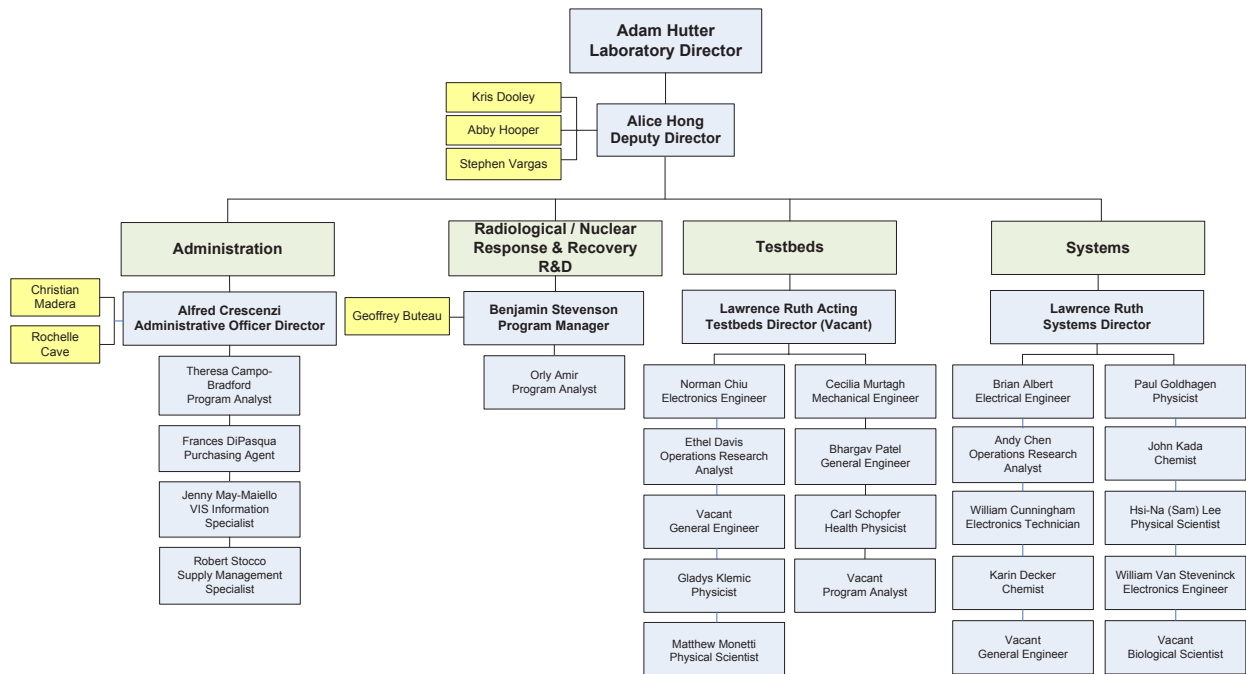 Adam Hutter
Laboratory Director
Kris Dooley
Abby Hooper
Stephen Vargas
Alice Hong
Deputy Director
Administration
Christian
Madera
Rochelle
Cave
Alfred Crescenzi
Administrative Officer Director
Theresa Campo-
Bradford
Program Analyst
Frances DiPasqua
Purchasing Agent
Jenny May-Maiello
VIS Information
Specialist
Robert Stocco
Supply Management
Specialist
Radiological / Nuclear
Response & Recovery
R&D
Geoffrey Buteau
Benjamin Stevenson
Program Manager
Orly Amir
Program Analyst
Testbeds
Lawrence Ruth Acting
Testbeds Director (Vacant)
Norman Chiu
Electronics Engineer
Ethel Davis
Operations Research
Analyst
Vacant
General Engineer
Gladys Klemic
Physicist
Matthew Monetti
Physical Scientist
Cecilia Murtagh
Mechanical Engineer
Bhargav Patel
General Engineer
Carl Schopfer
Health Physicist
Vacant
Program Analyst
Systems
Lawrence Ruth
Systems Director
Brian Albert
Electrical Engineer
Andy Chen
Operations Research
Analyst
William Cunningham
Electronics Technician
Karin Decker
Chemist
Vacant
General Engineer
Paul Goldhagen
Physicist
John Kada
Chemist
Hsi-Na (Sam) Lee
Physical Scientist
William Van Steveninck
Electronics Engineer
Vacant
Biological Scientist